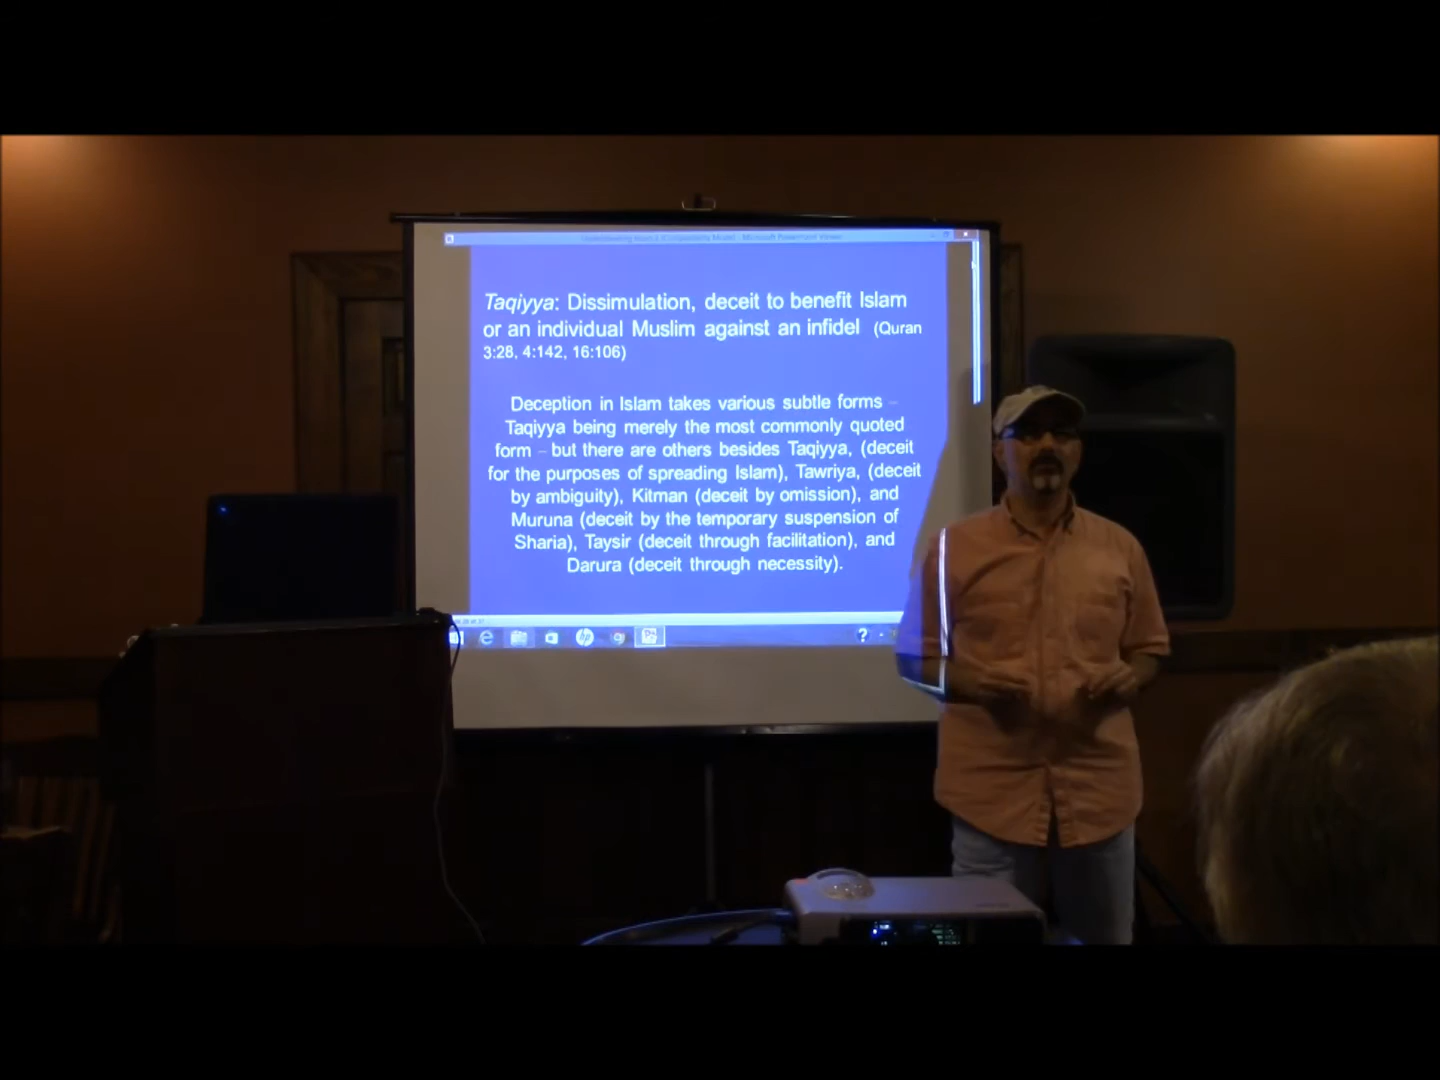 Taqiyya: Dissimulation, deceit to benefit Islam
or an individual Muslim against an infidel (Quran
3:28, 4:142, 16:106)
Deception in Islam takes various subtle forms –
Taqiyya being merely the most commonly quoted
form – but there are others besides Taqiyya, (deceit
for the purposes of spreading Islam), Tawriya, (deceit
by ambiguity), Kitman (deceit by omission), and
Muruna (deceit by the temporary suspension of
Sharia), Taysir (deceit through facilitation), and
Darura (deceit through necessity).